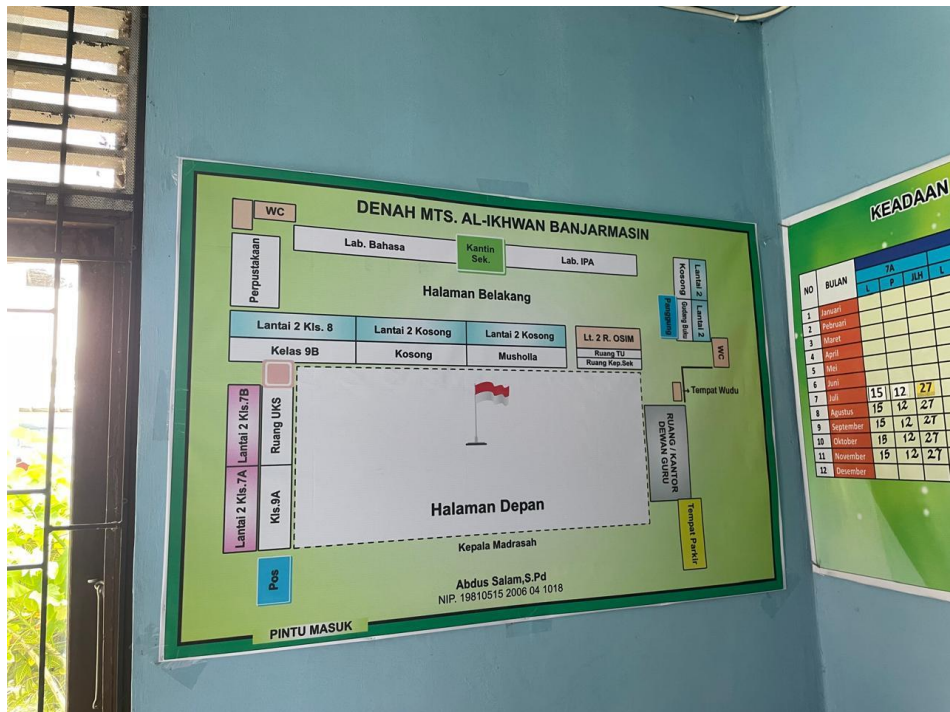 DENAH MTS. AL-IKHWAN BANJARMASIN
WC
Perpustakaan
Lab. Bahasa
Kantin
Sek.
Lab. IPA
Halaman Belakang
Lantai 2
Kosong
Lantai 2
Gudang Buku
Panggung
WC
Lantai 2 Kls. 8
Lantai 2 Kosong
Lantai 2 Kosong
Lt. 2 R. OSIM
Kelas 9B
Kosong
Musholla
Ruang TU
Ruang Kep.Sek
Tempat Wudu
Lantai 2 Kls.7B
Ruang UKS
Lantai 2 Kls.7A
Kls.9A
RUANG / KANTOR
DEWAN GURU
Halaman Depan
Tempat Parkir
Pos
Kepala Madrasah
Abdus Salam,S.Pd
NIP. 19810515 2006 04 1018
PINTU MASUK
KEADAAN
NO BULAN 7A
L P JLH L
1 Januari
2 Februari
3 Maret
4 April
5 Mei
6 Juni
7 Juli 15 12 27
8 Agustus 15 12 27
9 September 15 12 27
10 Oktober 15 12 27
11 November 15 12 27
12 Desember